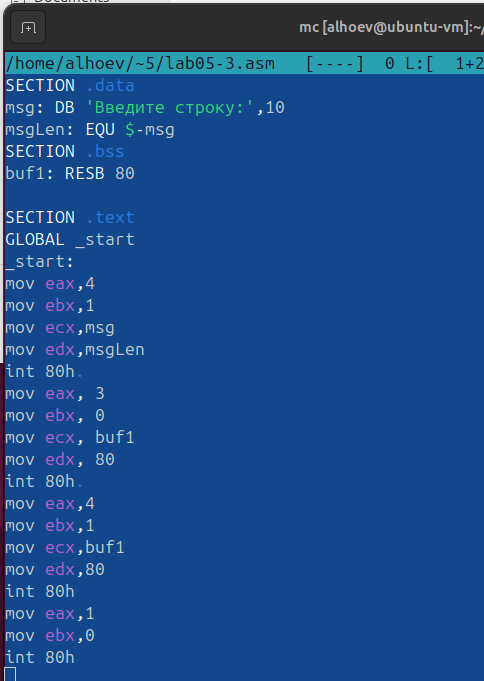 Documents
mc [alhoev@ubuntu-vm]:~/
/home/alhoev/~5/lab05-3.asm   [----]  0 L:[  1+2
SECTION .data
msg: DB 'Введите строку:',10
msgLen: EQU $-msg
SECTION .bss
buf1: RESB 80
SECTION .text
GLOBAL _start
_start:
mov eax,4
mov ebx,1
mov ecx,msg
mov edx,msgLen
int 80h.
mov eax, 3
mov ebx, 0
mov ecx, buf1
mov edx, 80
int 80h.
mov eax,4
mov ebx,1
mov ecx,buf1
mov edx,80
int 80h
mov eax,1
mov ebx,0
int 80h